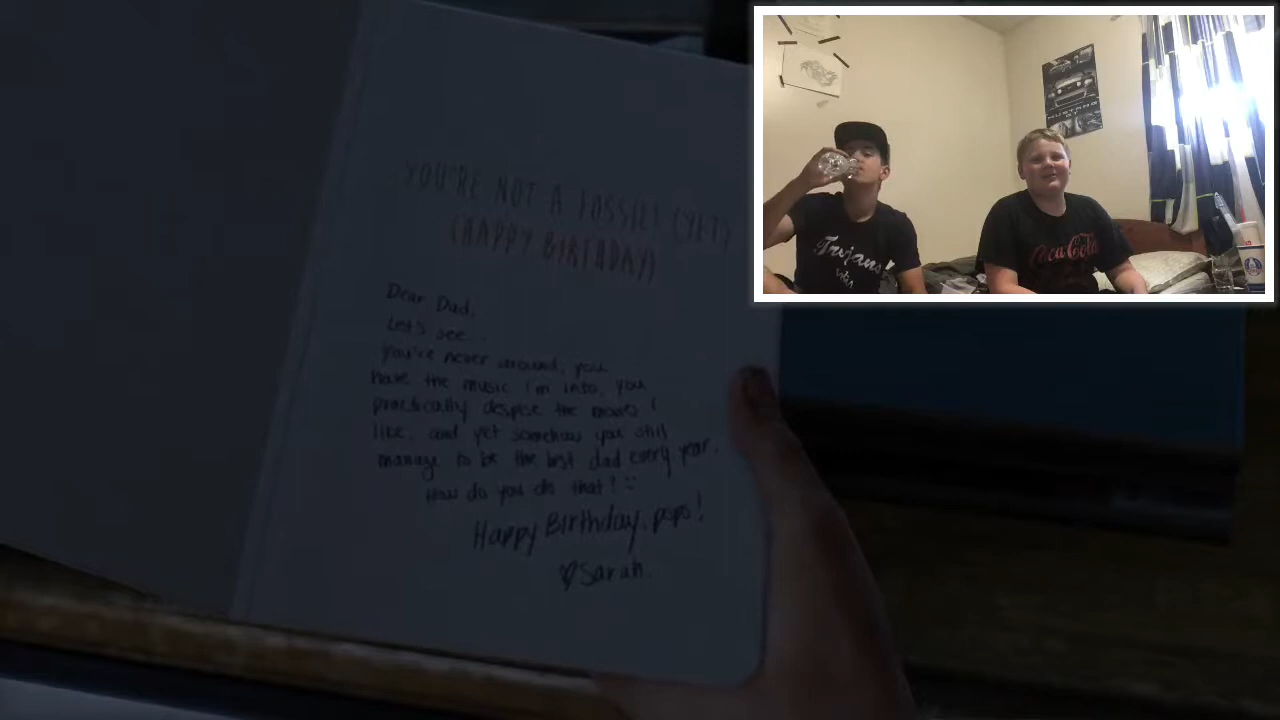 YOU'RE NOT A FOSSIL! (YET)
(HAPPY BIRTHDAY)
Dear Dad,
Let's see...
you're never around, you
hate the music i'm into, you
practically despise the movies i
like, and yet somehow you still
manage to be the best dad every year.
How do you do that! :)
Happy Birthday, pops!
Sarah.
MUSTANG
Trojans
Coca-Cola